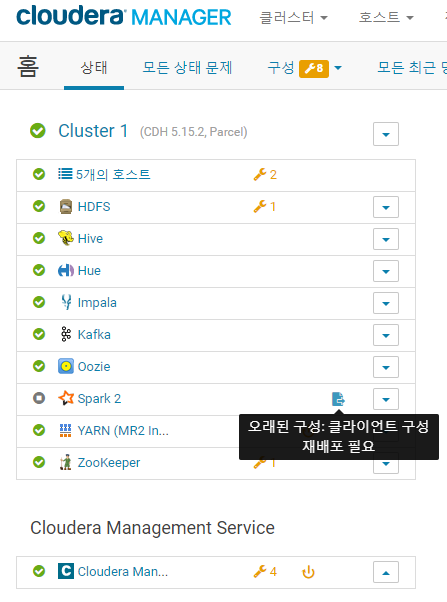 cloudera MANAGER 클러스터 호스트
홈 상태 모든 상태 문제 구성 8 모든 최근
Cluster 1 (CDH 5.15.2, Parcel)
5개의 호스트 2
HDFS 1
Hive
Hue
Impala
Kafka
Oozie
Spark 2
오래된 구성: 클라이언트 구성
재배포 필요
YARN (MR2 In...
ZooKeeper 1
Cloudera Management Service
Cloudera Man... 4